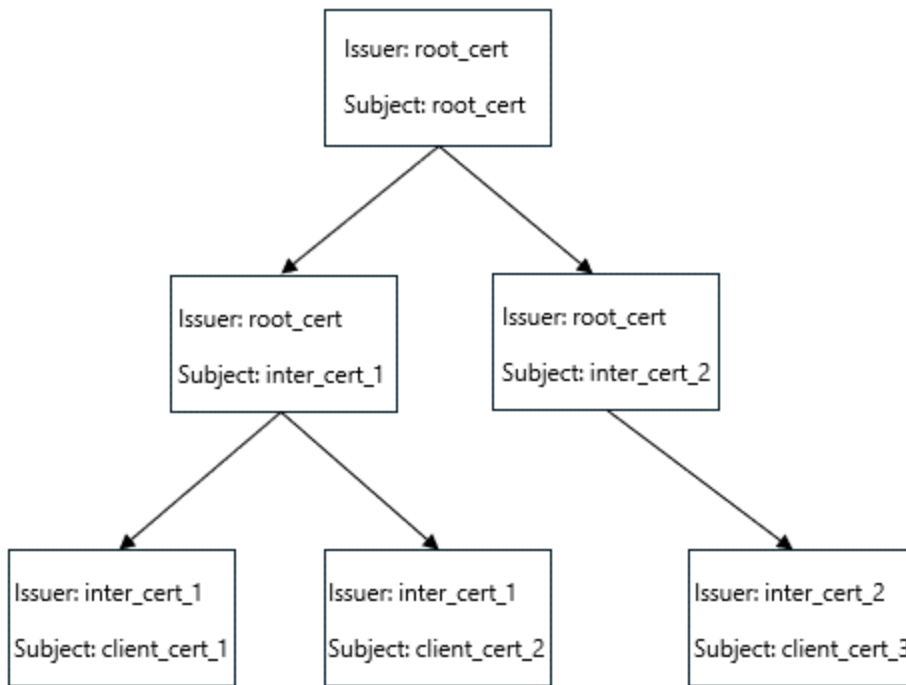 Issuer: root_cert
Subject: root_cert
Issuer: root_cert
Subject: inter_cert_1
Issuer: root_cert
Subject: inter_cert_2
Issuer: inter_cert_1
Subject: client_cert_1
Issuer: inter_cert_1
Subject: client_cert_2
Issuer: inter_cert_2
Subject: client_cert_3